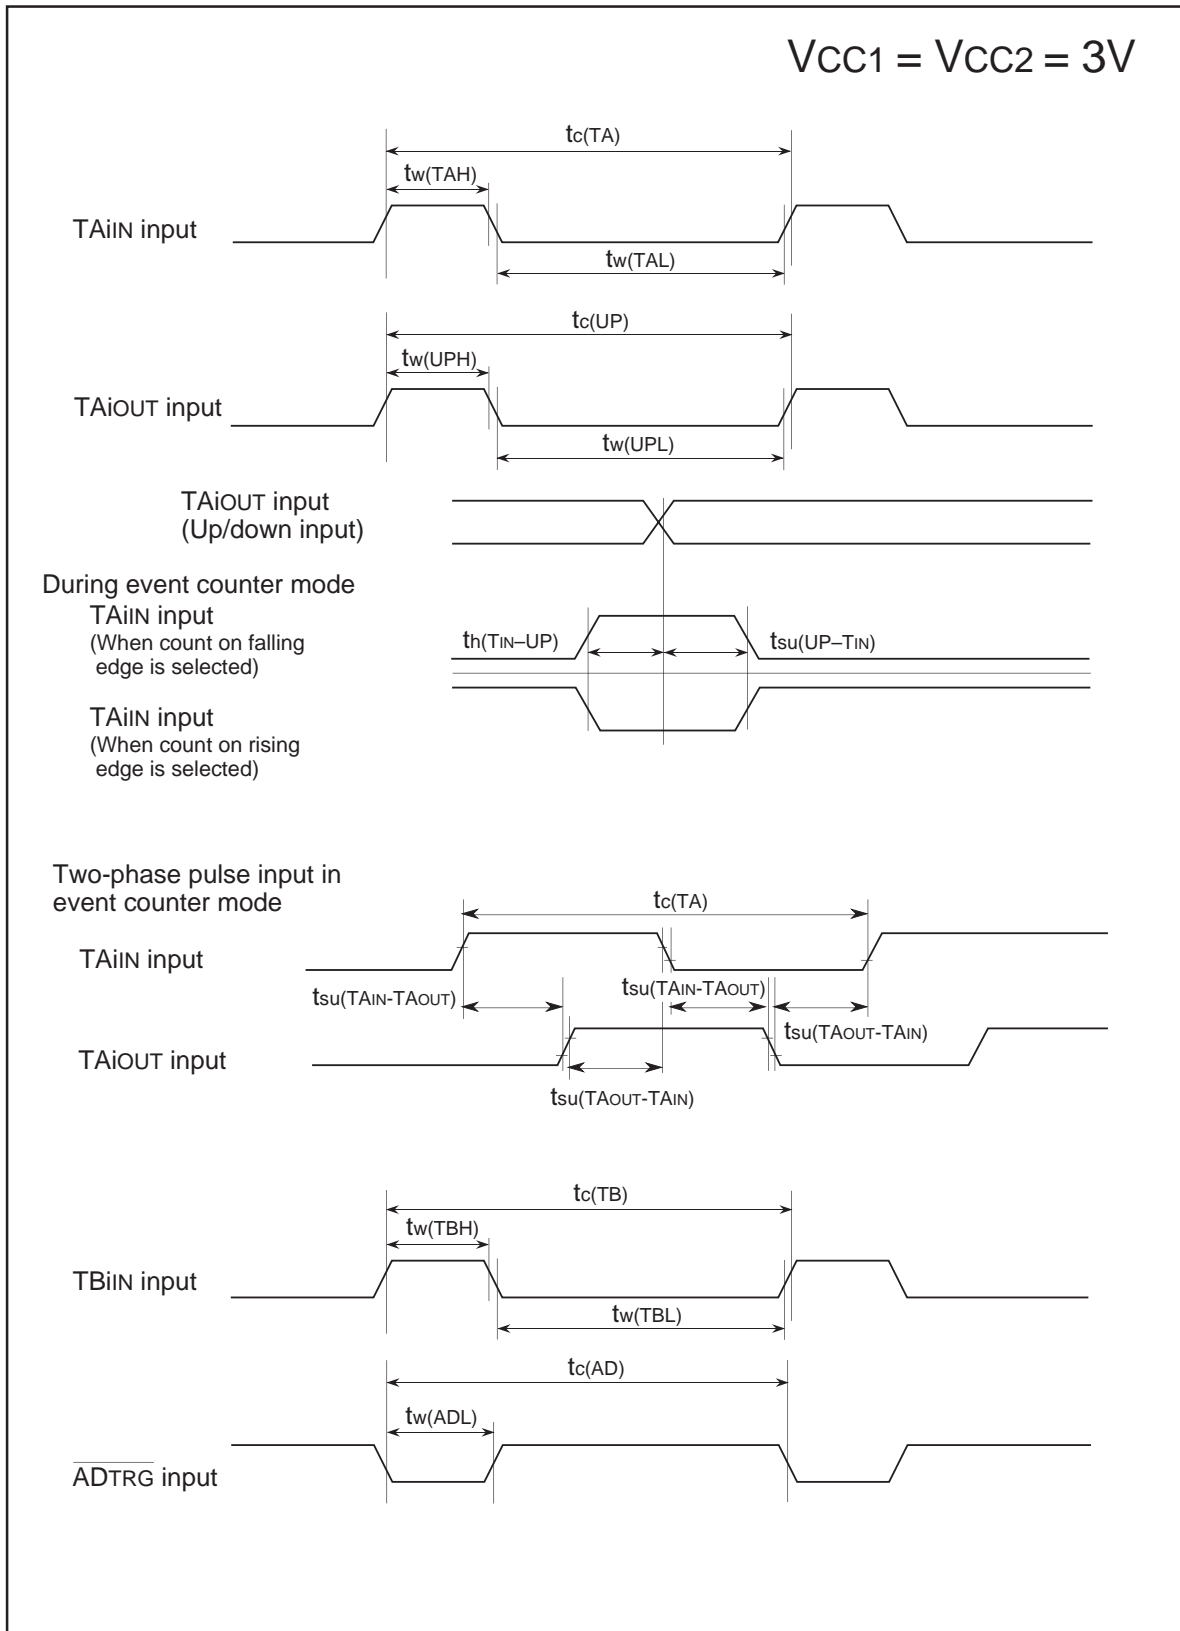 VCC1 = VCC2 = 3V
tc(TA)
tw(TAH)
TAiIN input
tw(TAL)
tc(UP)
tw(UPH)
TAiOUT input
tw(UPL)
TAiOUT input
(Up/down input)
During event counter mode
TAiIN input
(When count on falling
edge is selected)
th(TIN–UP)
tsu(UP–TIN)
TAiIN input
(When count on rising
edge is selected)
Two-phase pulse input in
event counter mode
tc(TA)
TAiIN input
tsu(TAIN-TAOUT)
tsu(TAIN-TAOUT)
tsu(TAOUT-TAIN)
TAiOUT input
tsu(TAOUT-TAIN)
tc(TB)
tw(TBH)
TBiIN input
tw(TBL)
tc(AD)
tw(ADL)
ADTRG input